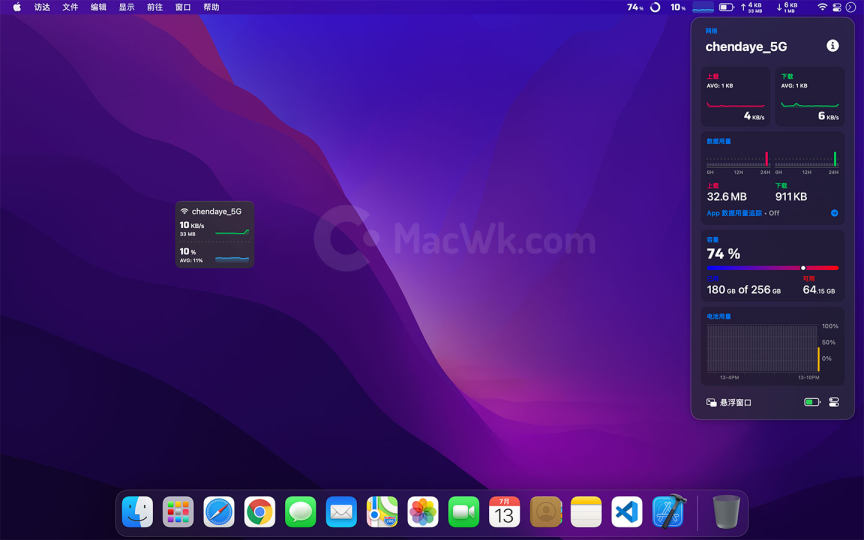 访达 文件 编辑 显示 前往 窗口 帮助
74 % 10 % ↑ 4 KB 33 MB ↓ 6 KB 1 MB
网络
chendaye_5G
上载 下载
AVG: 1 KB AVG: 1 KB
4 KB/s 6 KB/s
数据用量
0H 12H 24H 0H 12H 24H
上载 下载
32.6 MB 911 KB
App 数据用量追踪 • Off
容量
74 %
可用
180 GB of 256 GB 64.15 GB
电池用量
100%
50%
0%
13-4PM 13-10PM
悬浮窗口
chendaye_5G
10 KB/s
33 MB
10 %
AVG: 11%
MacWk.com
7月
13